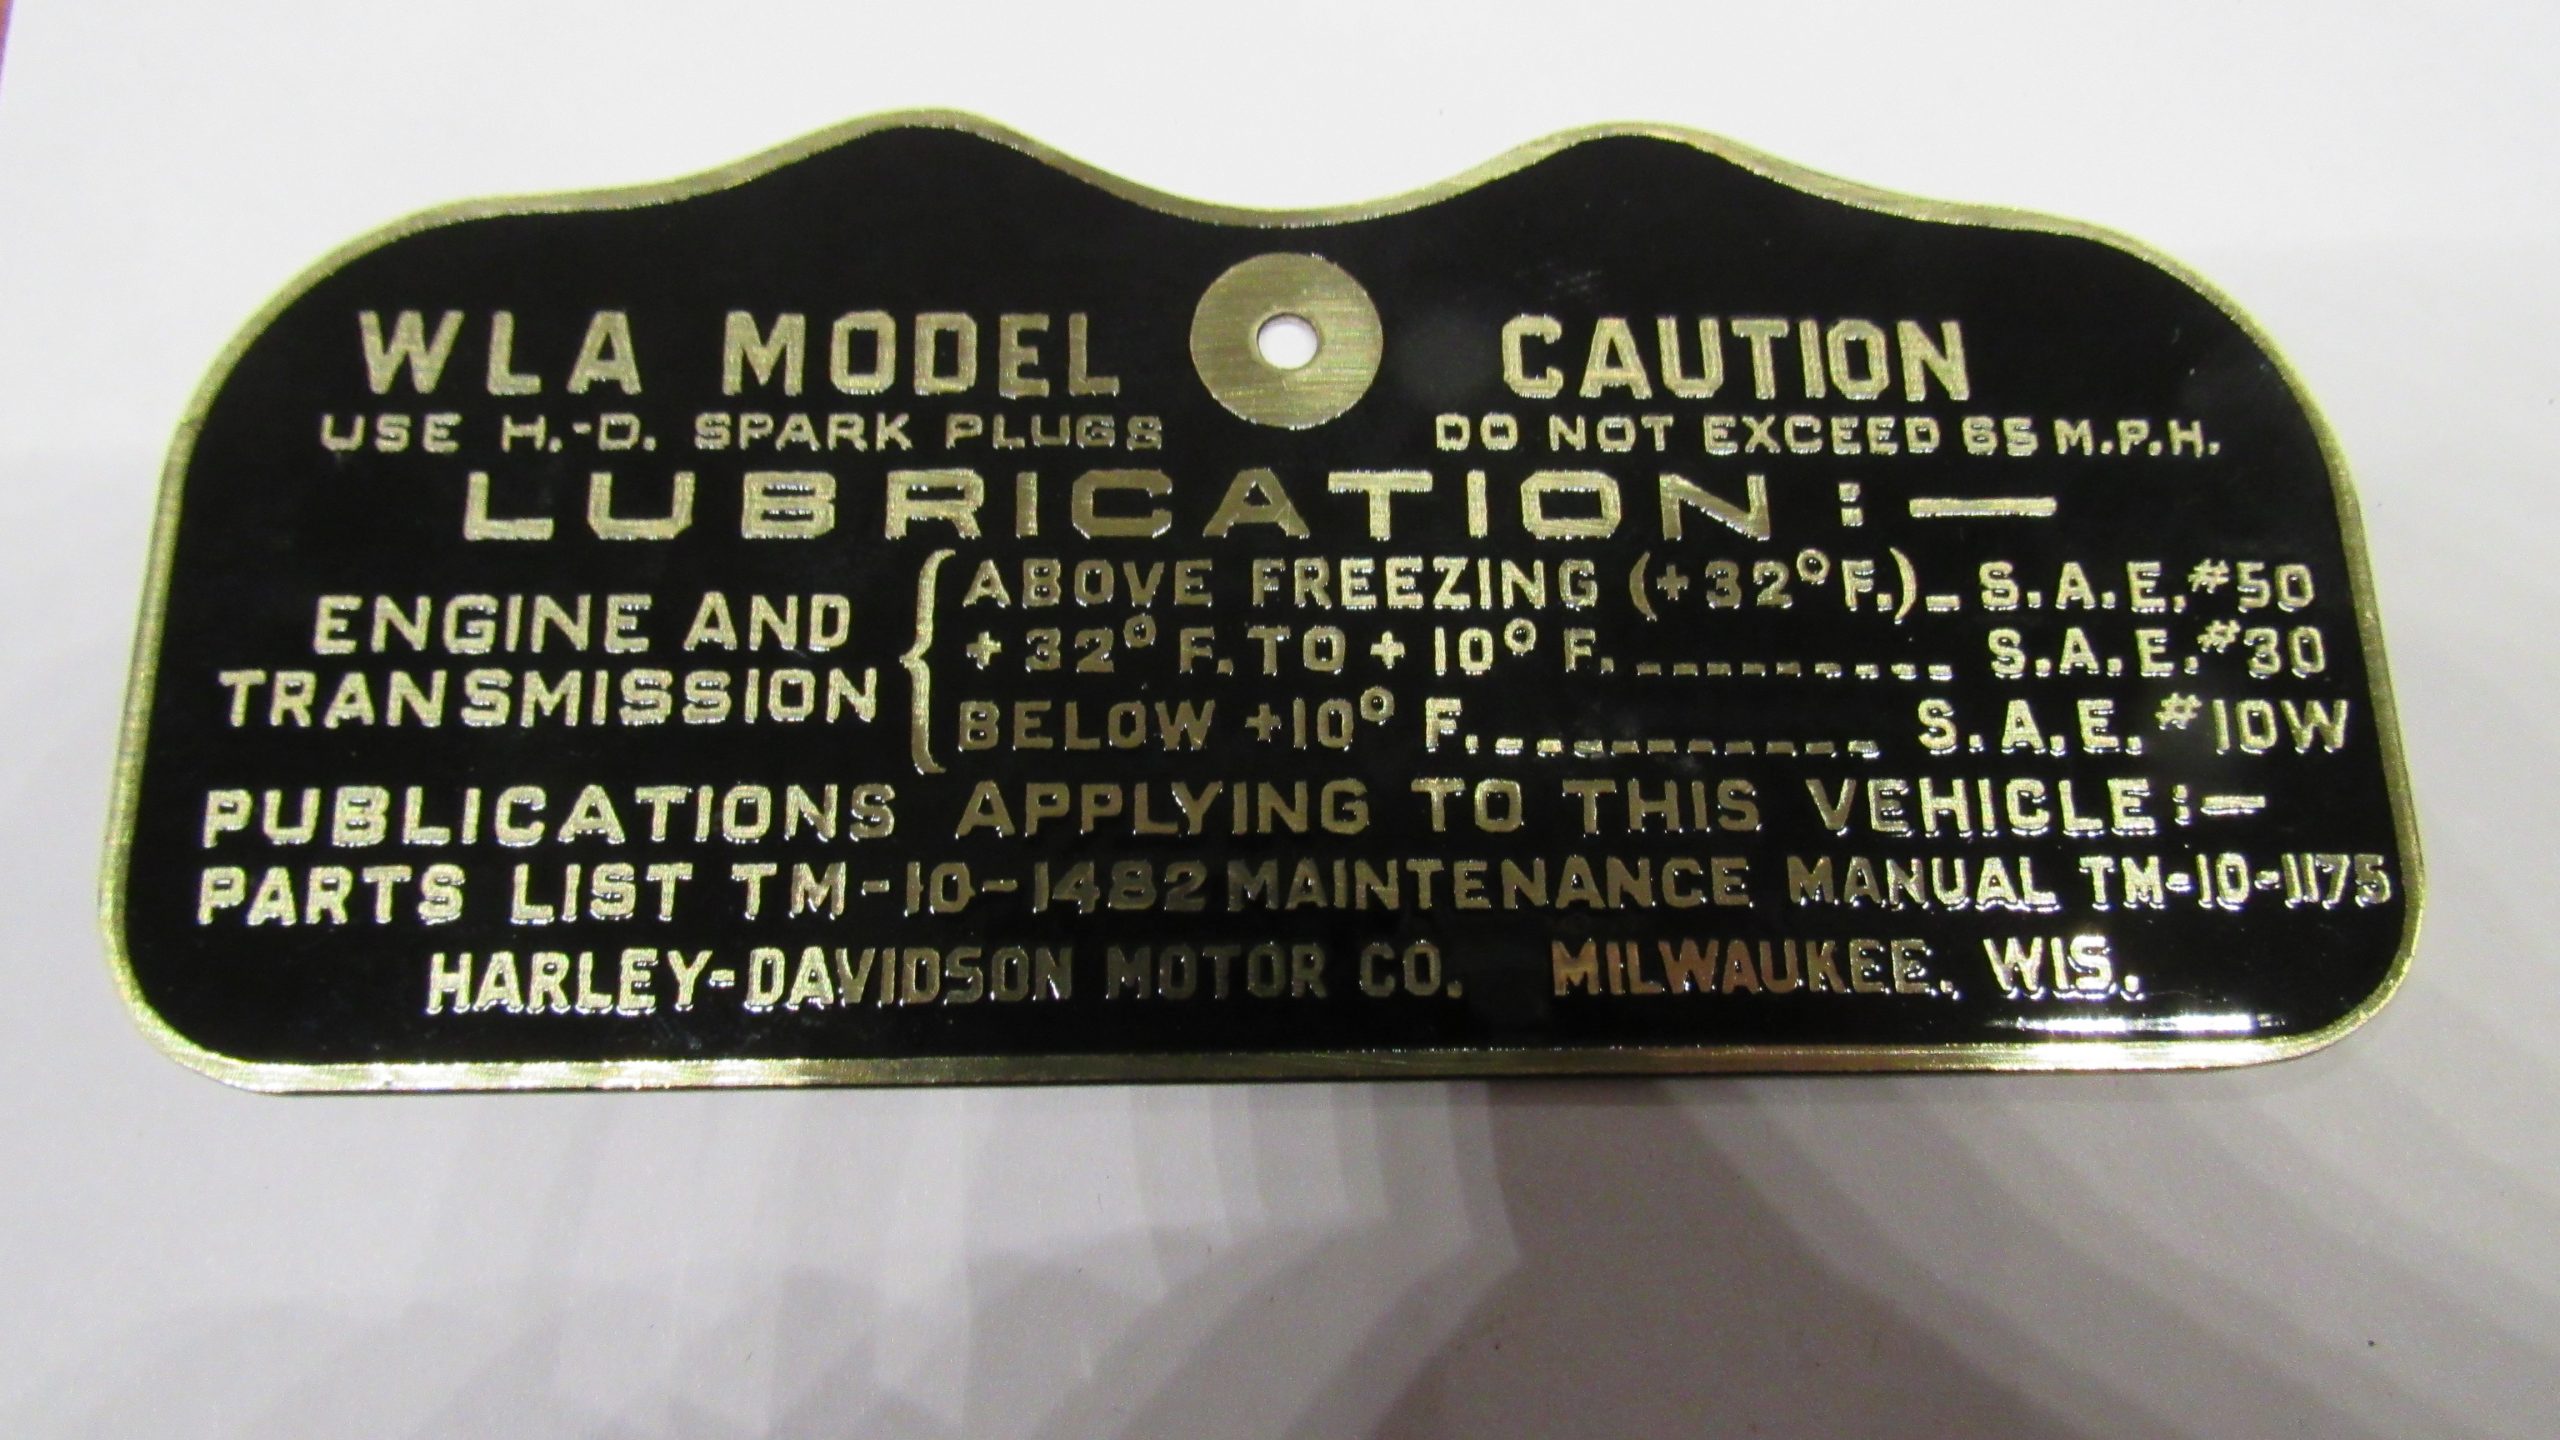 WLA MODEL
CAUTION
USE H.-D. SPARK PLUGS
DO NOT EXCEED 65 M.P.H.
LUBRICATION :—
ENGINE AND
TRANSMISSION
ABOVE FREEZING (+32° F.)-- S.A.E. #50
+32° F. TO +10° F. ---------- S.A.E. #30
BELOW +10° F. ------------ S.A.E. #10W
PUBLICATIONS APPLYING TO THIS VEHICLE:—
PARTS LIST TM-10-1482 MAINTENANCE MANUAL TM-10-1175
HARLEY-DAVIDSON MOTOR CO. MILWAUKEE. WIS.